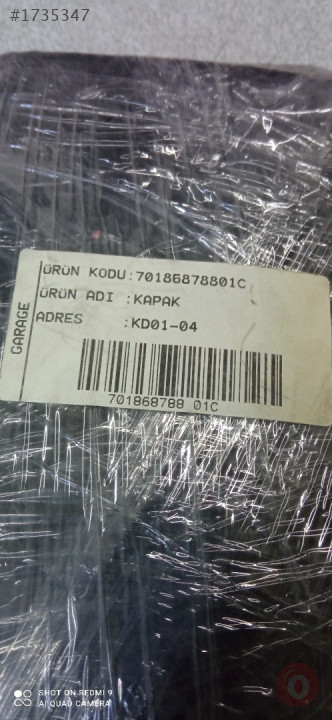 #1735347
GARAGE
ÜRÜN KODU:70186878801C
ÜRÜN ADI :KAPAK
ADRES :KD01-04
701868788 01C
SHOT ON REDMI 9
AI QUAD CAMERA